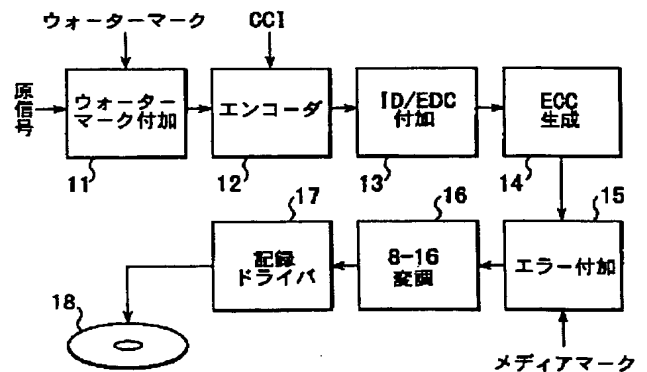 ウォーターマーク
CCI
原信号
ウォーター
マーク付加
エンコーダ
ID/EDC
付加
ECC
生成
11
12
13
14
17
16
15
記録
ドライバ
8-16
変調
エラー付加
18
メディアマーク